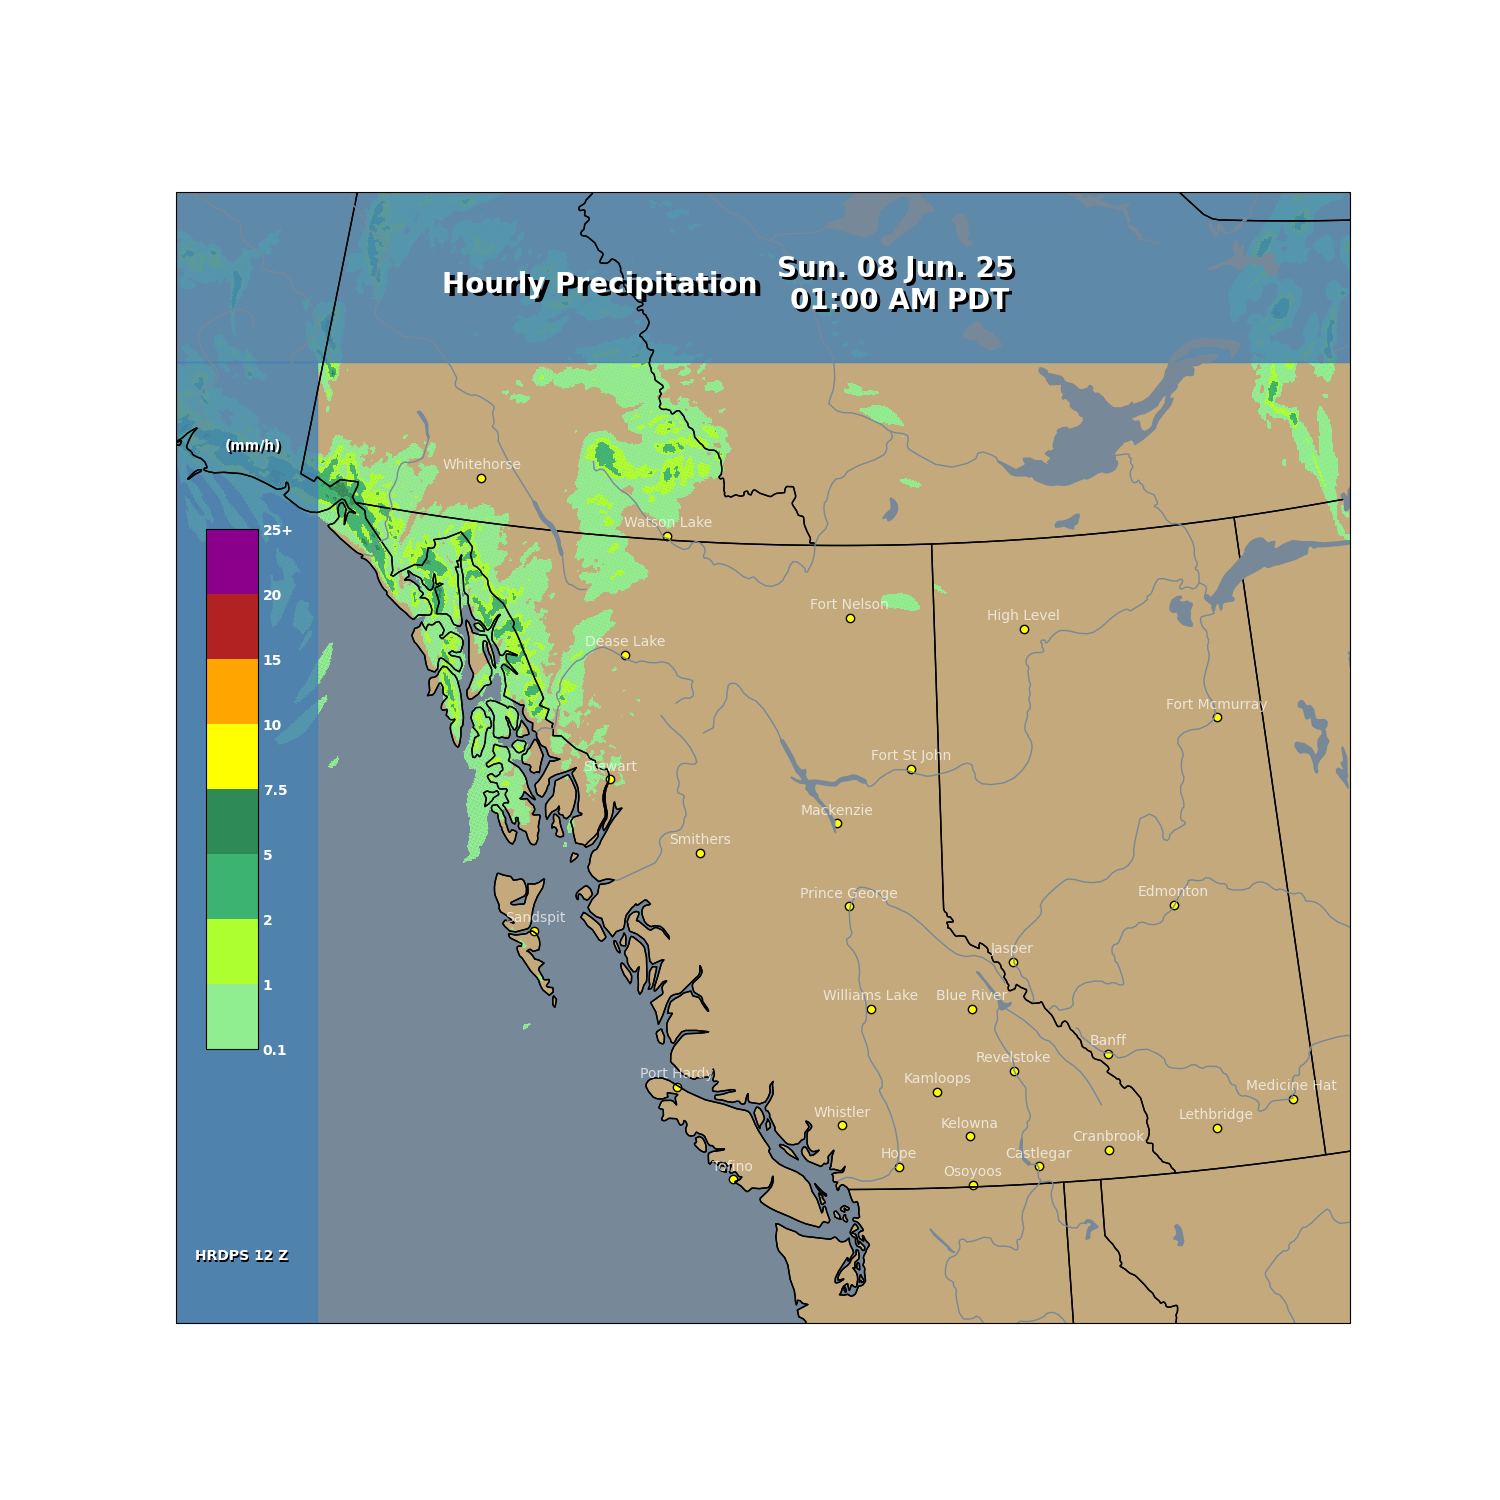 Hourly Precipitation
Sun. 08 Jun. 25
01:00 AM PDT
(mm/h)
25+
20
15
10
7.5
5
2
1
0.1
HRDPS 12 Z
Whitehorse
Watson Lake
Fort Nelson
High Level
Dease Lake
Fort Mcmurray
Fort St John
Stewart
Mackenzie
Smithers
Prince George
Edmonton
Sandspit
Jasper
Williams Lake
Blue River
Banff
Revelstoke
Port Hardy
Kamloops
Medicine Hat
Whistler
Lethbridge
Kelowna
Cranbrook
Hope
Castlegar
Tofino
Osoyoos